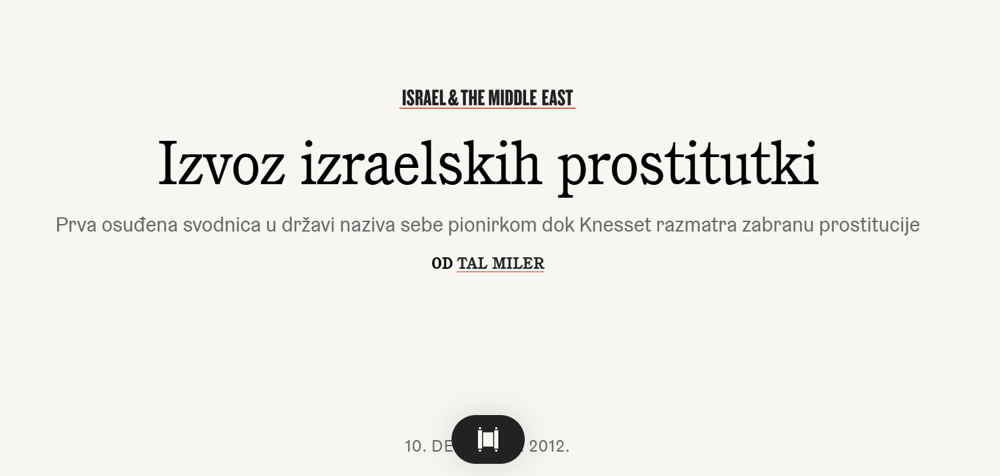 ISRAEL & THE MIDDLE EAST
Izvoz izraelskih prostitutki
Prva osuđena svodnica u državi naziva sebe pionirkom dok Knesset razmatra zabranu prostitucije
OD TAL MILER
10. 2012.